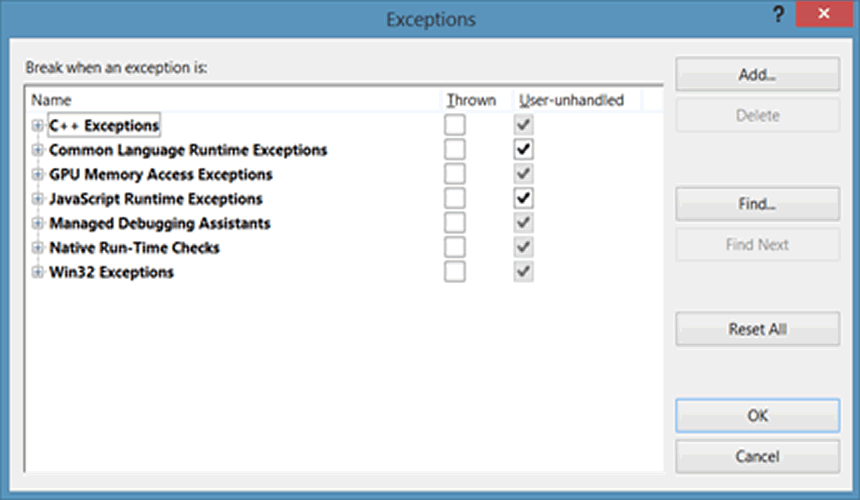 Exceptions
?
Break when an exception is:
Name Thrown User-unhandled
C++ Exceptions
Common Language Runtime Exceptions
GPU Memory Access Exceptions
JavaScript Runtime Exceptions
Managed Debugging Assistants
Native Run-Time Checks
Win32 Exceptions
Add...
Delete
Find...
Find Next
Reset All
OK
Cancel